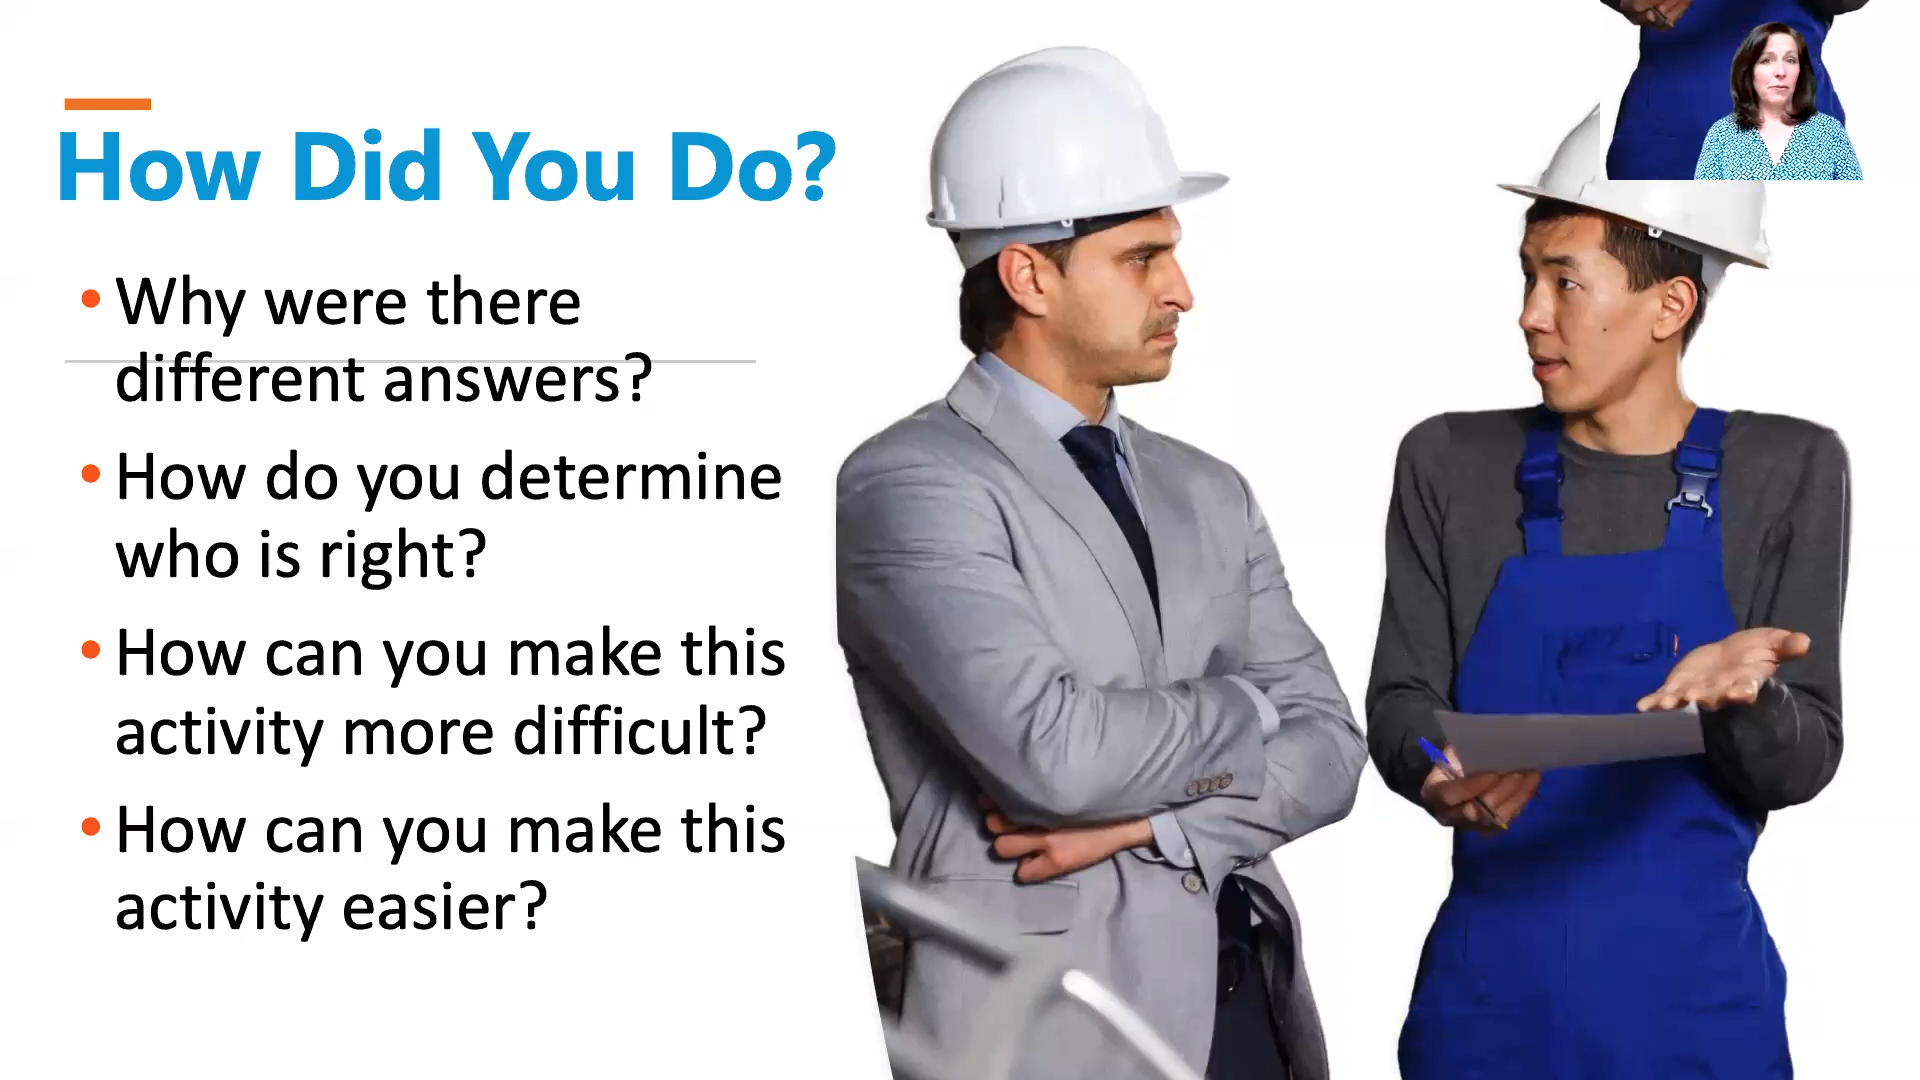 How Did You Do?
• Why were there
different answers?
• How do you determine
who is right?
• How can you make this
activity more difficult?
• How can you make this
activity easier?